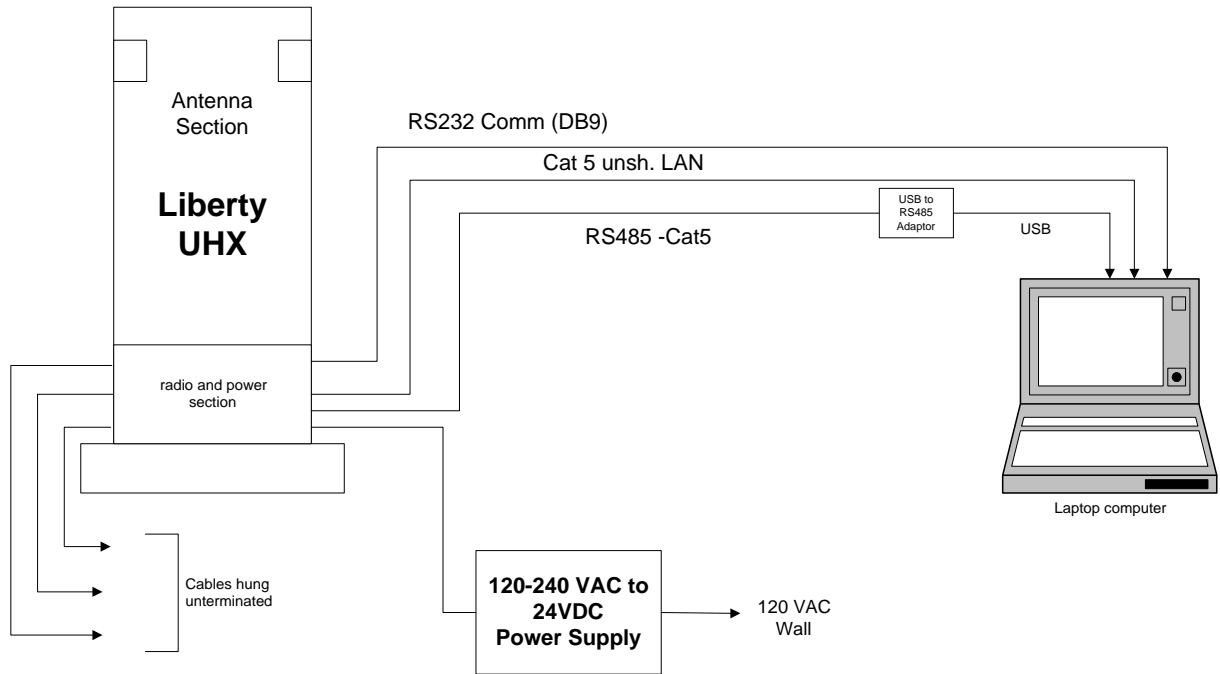 Antenna
Section
Liberty
UHX
radio and power
section
RS232 Comm (DB9)
Cat 5 unsh. LAN
RS485 -Cat5
USB to
RS485
Adaptor
USB
Laptop computer
Cables hung
unterminated
120-240 VAC to
24VDC
Power Supply
120 VAC
Wall